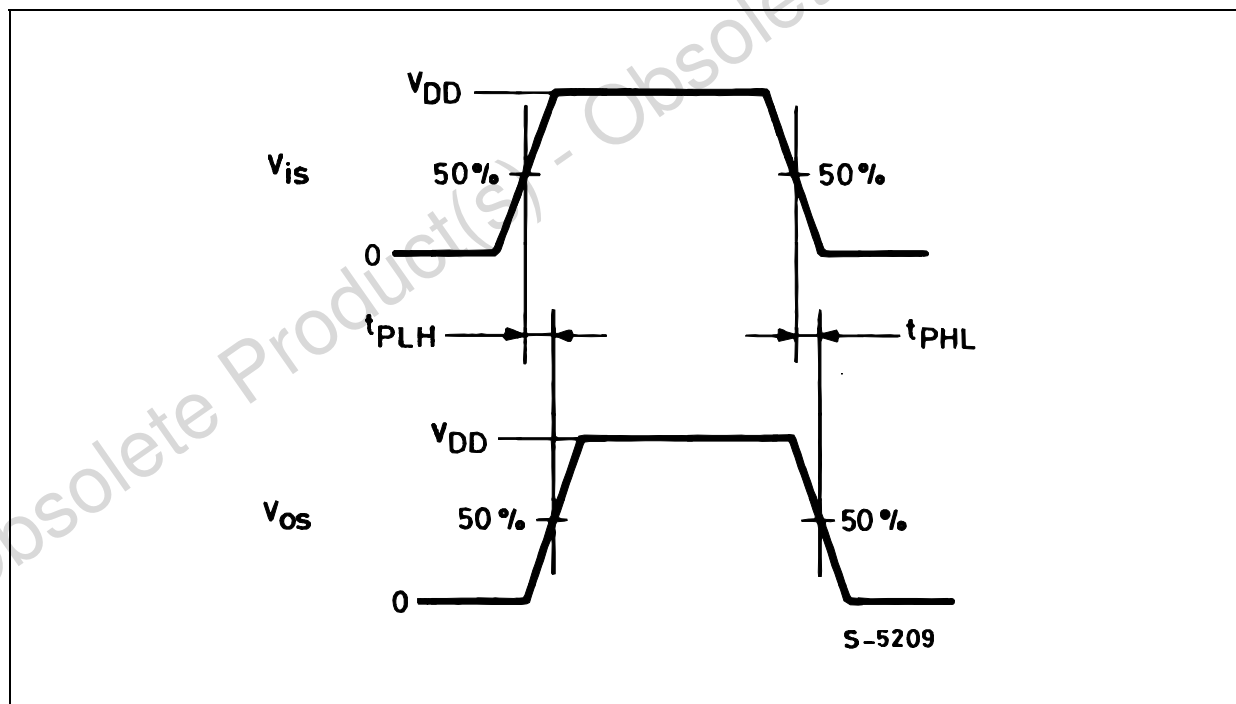 VDD
Vis
50%
50%
0
tPLH
tPHL
VDD
Vos
50%
50%
0
S-5209
obsolete Product(s) - Obsolete